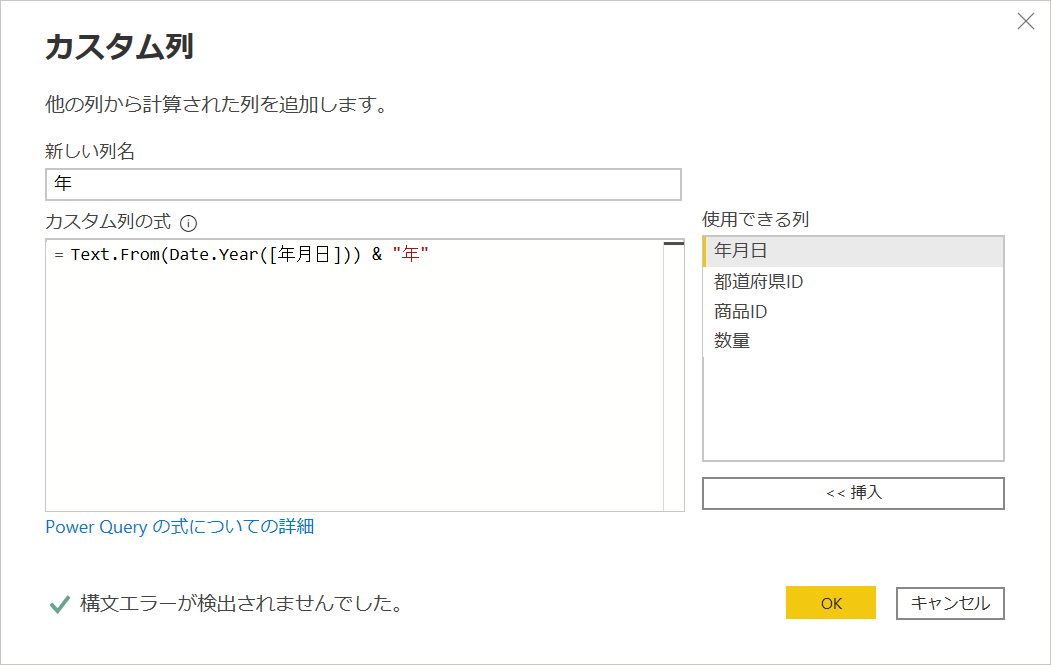 カスタム列
他の列から計算された列を追加します。
新しい列名
年
カスタム列の式
= Text.From(Date.Year([年月日])) & "年"
Power Query の式についての詳細
使用できる列
年月日
都道府県ID
商品ID
数量
<< 挿入
構文エラーが検出されませんでした。
OK
キャンセル